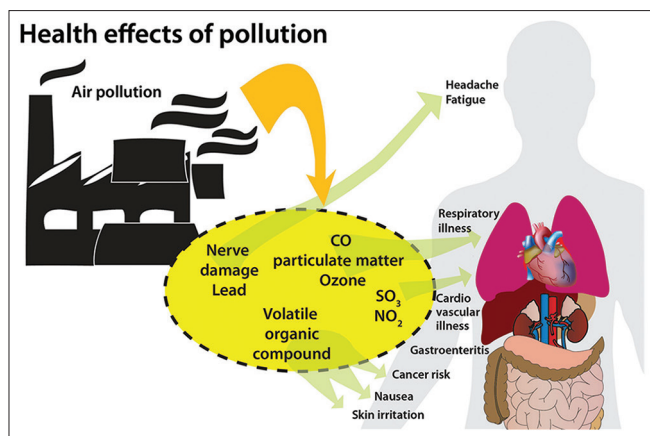 Health effects of pollution
Air pollution
Headache
Fatigue
Respiratory
illness
Nerve
damage
Lead
CO
particulate matter
Ozone
SO₃
NO₂
Volatile
organic
compound
Cardio
vascular
illness
Gastroenteritis
Cancer risk
Nausea
Skin irritation